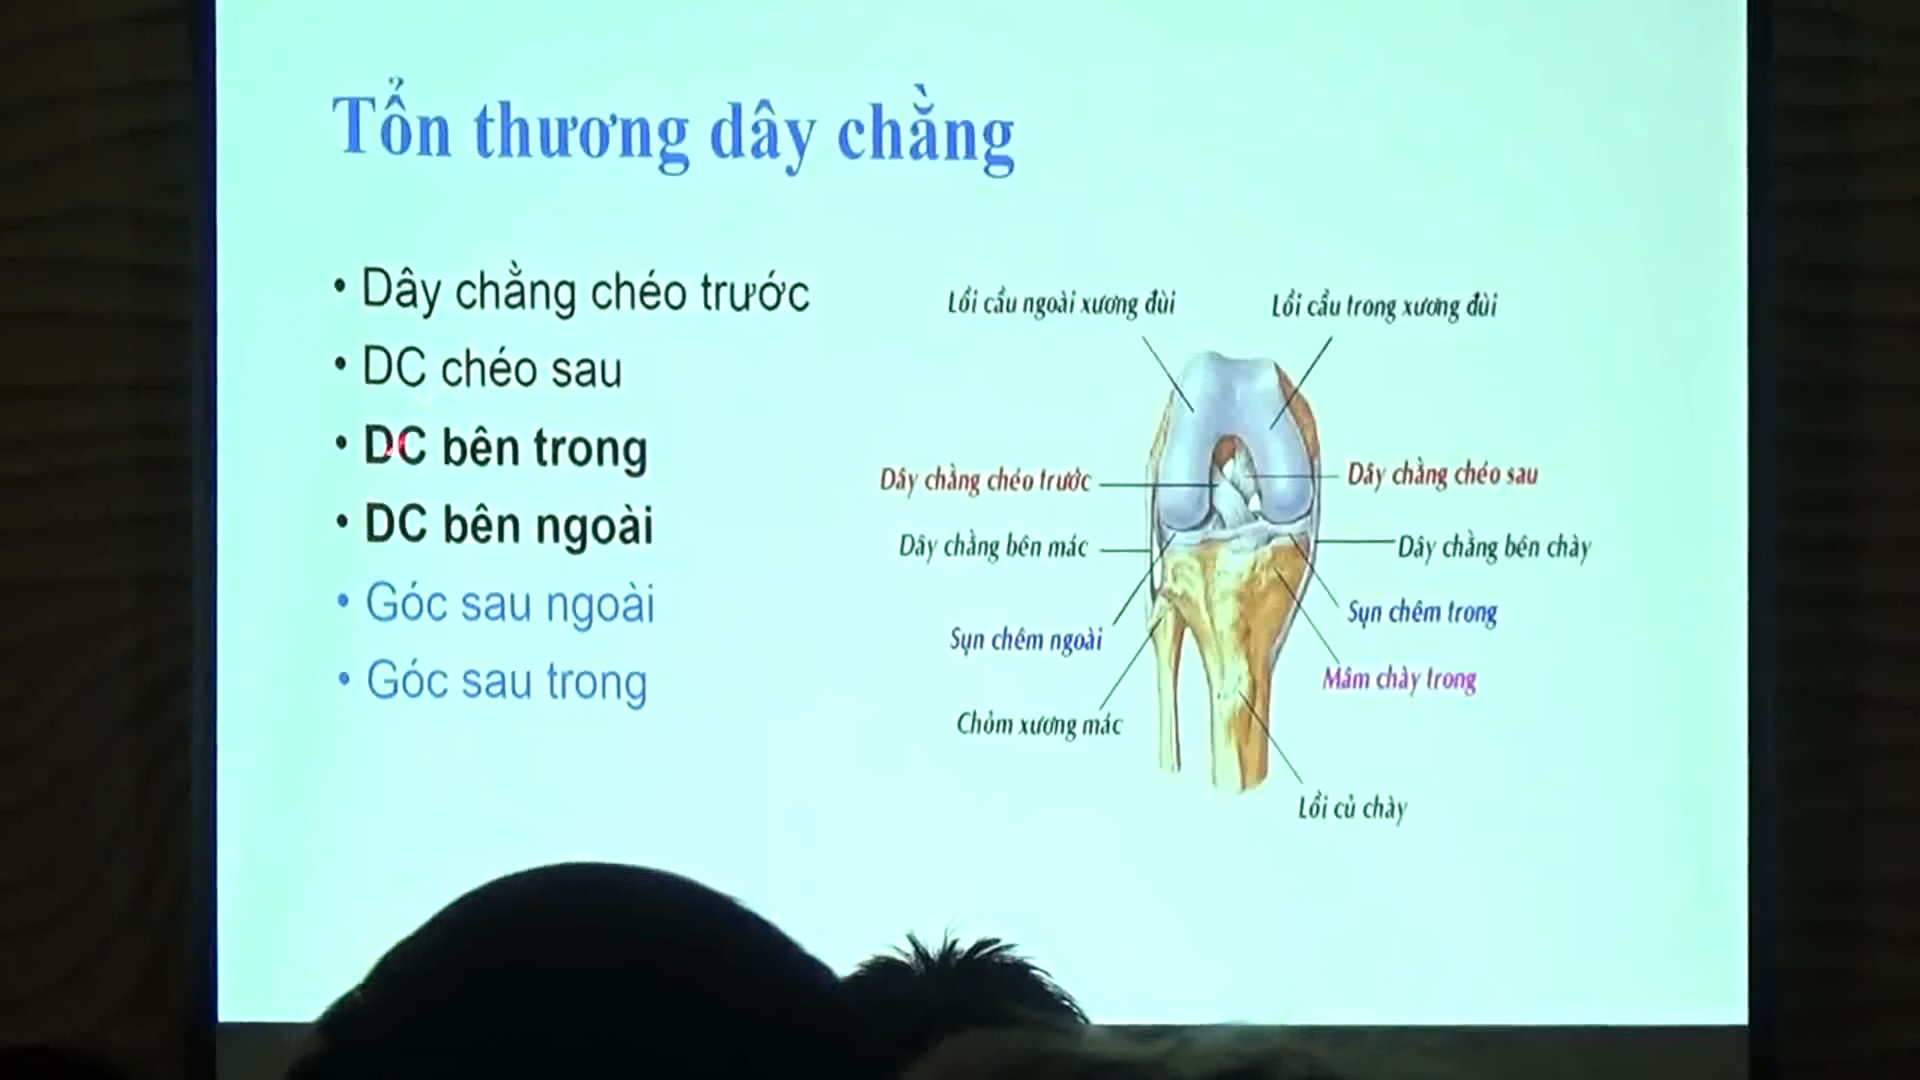 Tổn thương dây chằng
• Dây chằng chéo trước
• DC chéo sau
• DC bên trong
• DC bên ngoài
• Góc sau ngoài
• Góc sau trong
Lồi cầu ngoài xương đùi
Lồi cầu trong xương đùi
Dây chằng chéo trước
Dây chằng chéo sau
Dây chằng bên mác
Dây chằng bên chày
Sụn chêm ngoài
Sụn chêm trong
Mâm chày trong
Chỏm xương mác
Lồi củ chày